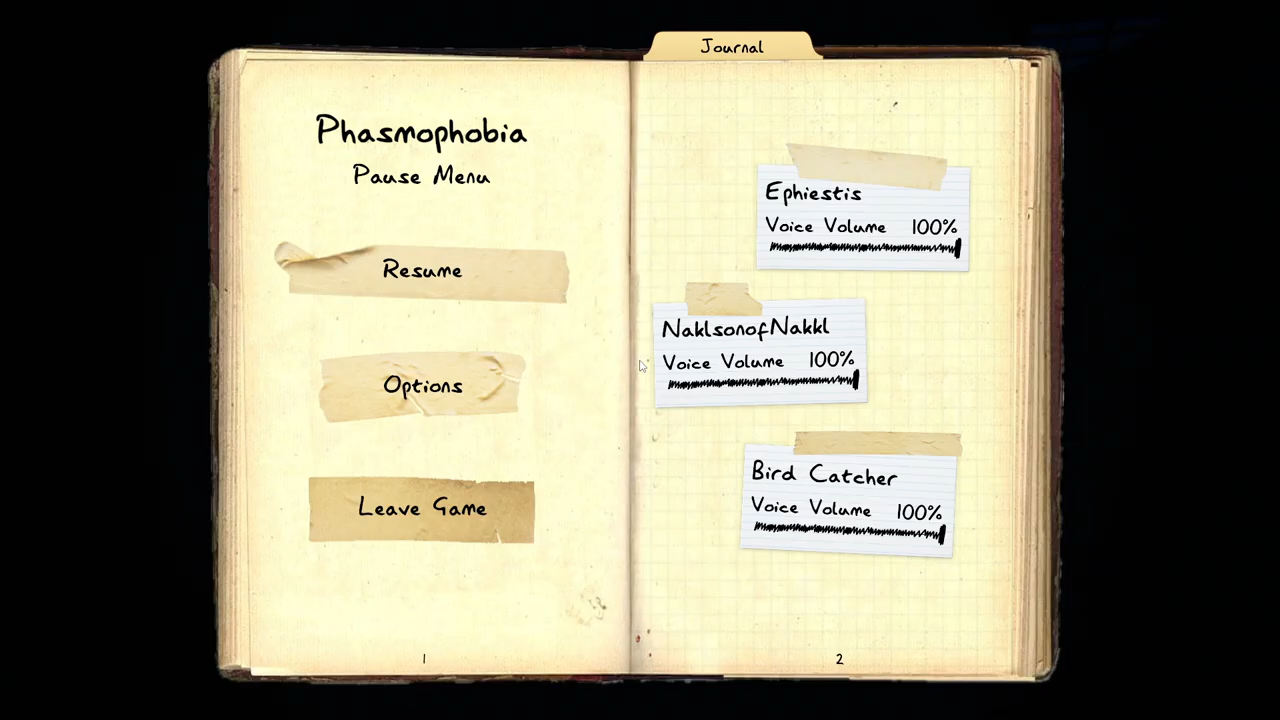 Journal
Phasmophobia
Pause Menu
Resume
Options
Leave Game
1
Ephiestis
Voice Volume 100%
NaklsonofNakkl
Voice Volume 100%
Bird Catcher
Voice Volume 100%
2